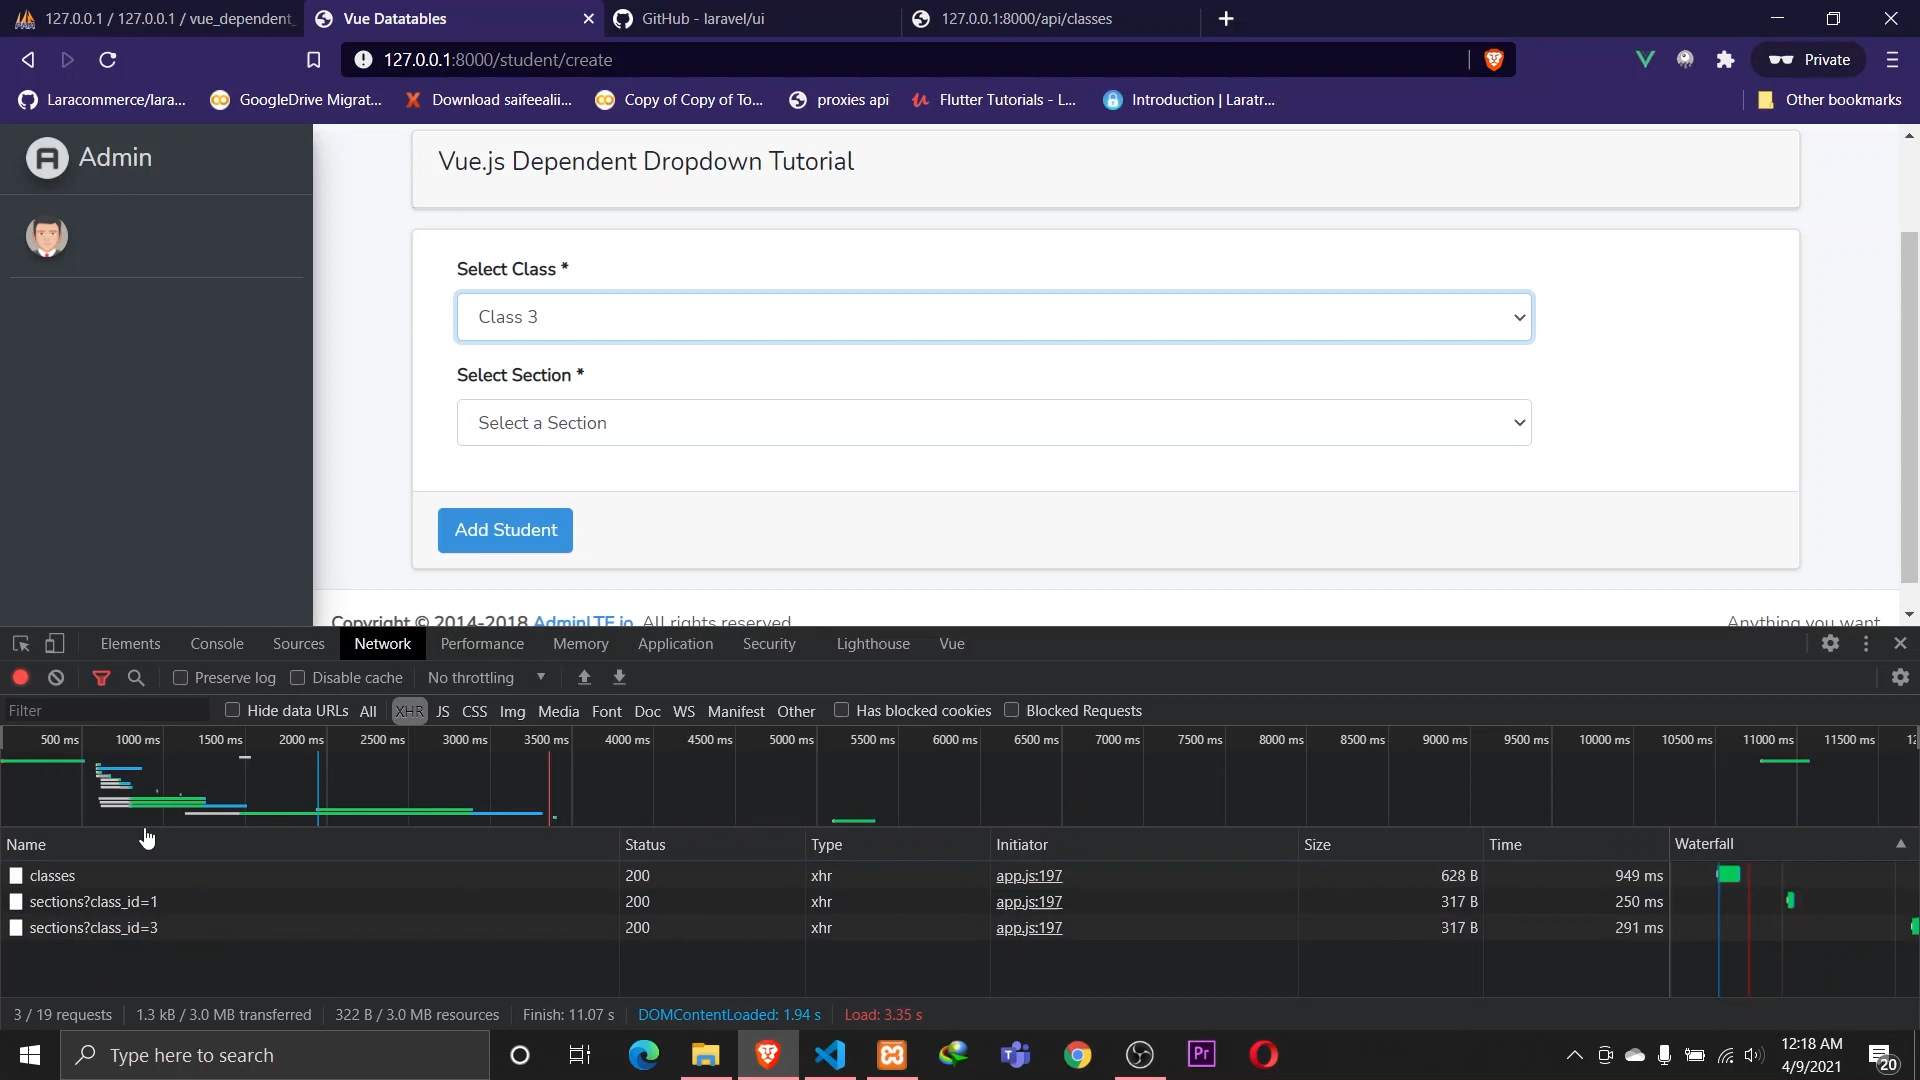 127.0.0.1 / 127.0.0.1 / vue_dependent_
Vue Datatables
GitHub - laravel/ui
127.0.0.1:8000/api/classes
127.0.0.1:8000/student/create
Private
Laracommerce/lara...
GoogleDrive Migrat...
Download saifeealii...
Copy of Copy of To...
proxies api
Flutter Tutorials - L...
Introduction | Laratr...
Other bookmarks
Admin
Vue.js Dependent Dropdown Tutorial
Select Class *
Class 3
Select Section *
Select a Section
Add Student
Copyright © 2014-2018 AdminLTE.io. All rights reserved.
Anything you want
Elements Console Sources Network Performance Memory Application Security Lighthouse Vue
Preserve log Disable cache No throttling
Filter Hide data URLs All XHR JS CSS Img Media Font Doc WS Manifest Other Has blocked cookies Blocked Requests
500 ms 1000 ms 1500 ms 2000 ms 2500 ms 3000 ms 3500 ms 4000 ms 4500 ms 5000 ms 5500 ms 6000 ms 6500 ms 7000 ms 7500 ms 8000 ms 8500 ms 9000 ms 9500 ms 10000 ms 10500 ms 11000 ms 11500 ms
Name Status Type Initiator Size Time Waterfall
classes 200 xhr app.js:197 628 B 949 ms
sections?class_id=1 200 xhr app.js:197 317 B 250 ms
sections?class_id=3 200 xhr app.js:197 317 B 291 ms
3 / 19 requests 1.3 kB / 3.0 MB transferred 322 B / 3.0 MB resources Finish: 11.07 s DOMContentLoaded: 1.94 s Load: 3.35 s
Type here to search
Pr
12:18 AM
4/9/2021
20